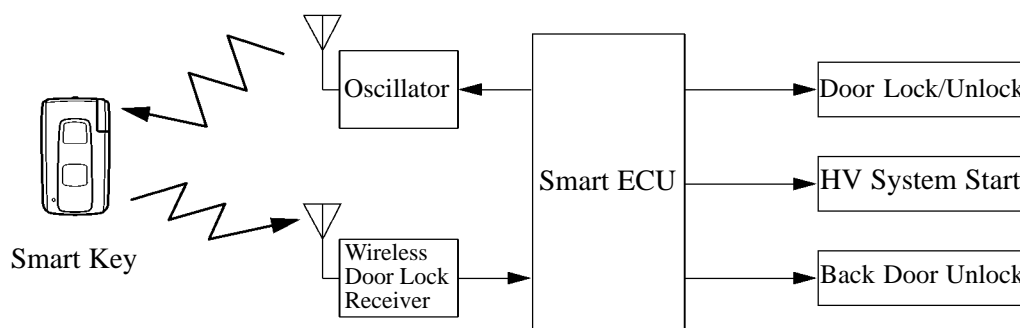 Oscillator
Door Lock/Unlock
Smart ECU
HV System Start
Smart Key
Wireless
Door Lock
Receiver
Back Door Unlock